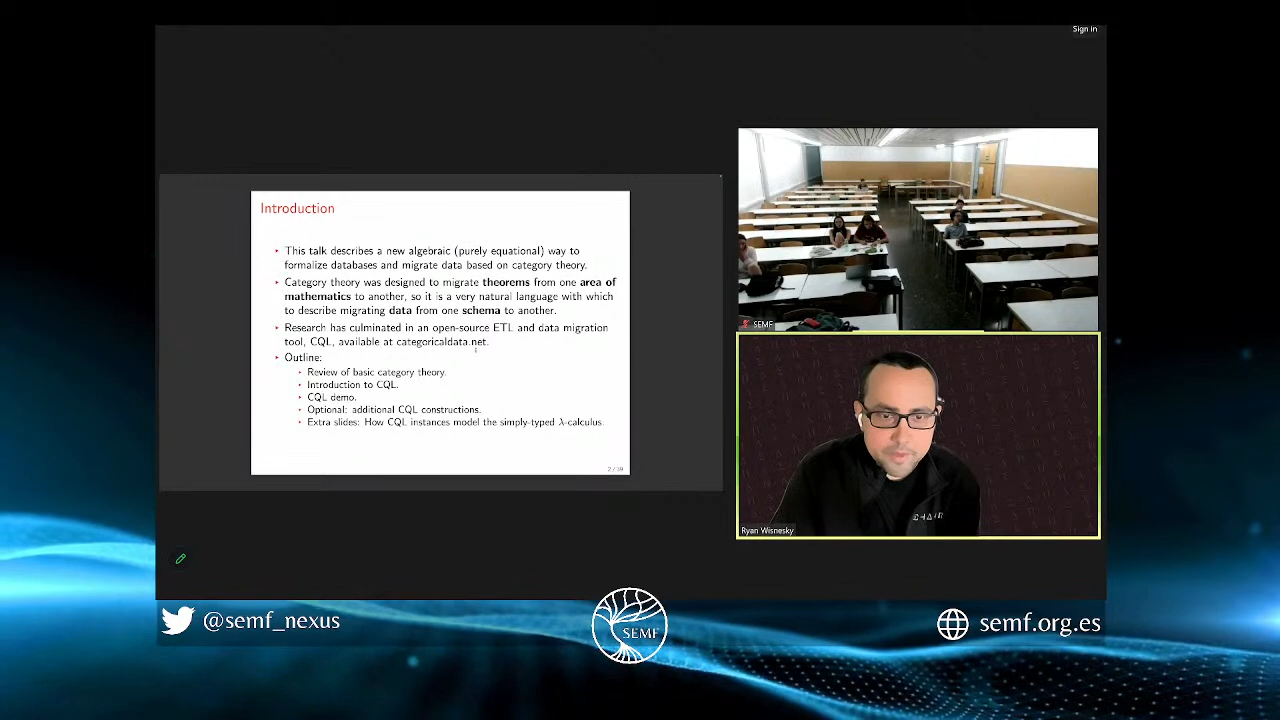 Sign in
Introduction
This talk describes a new algebraic (purely equational) way to
formalize databases and migrate data based on category theory.
Category theory was designed to migrate theorems from one area of
mathematics to another, so it is a very natural language with which
to describe migrating data from one schema to another.
Research has culminated in an open-source ETL and data migration
tool, CQL, available at categoricaldata.net.
Outline:
Review of basic category theory.
Introduction to CQL.
CQL demo.
Optional: additional CQL constructions.
Extra slides: How CQL instances model the simply-typed λ-calculus.
2 / 39
SEMF
Ryan Wisnesky
@semf_nexus
SEMF
semf.org.es